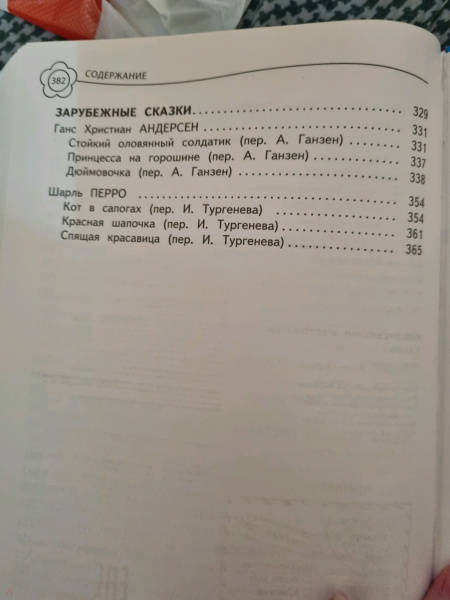 382 СОДЕРЖАНИЕ
ЗАРУБЕЖНЫЕ СКАЗКИ. 329
Ганс Христиан АНДЕРСЕН 331
Стойкий оловянный солдатик (пер. А. Ганзен) 331
Принцесса на горошине (пер. А. Ганзен) 337
Дюймовочка (пер. А. Ганзен) 338
Шарль ПЕРРО 354
Кот в сапогах (пер. И. Тургенева) 354
Красная шапочка (пер. И. Тургенева) 361
Спящая красавица (пер. И. Тургенева) 365